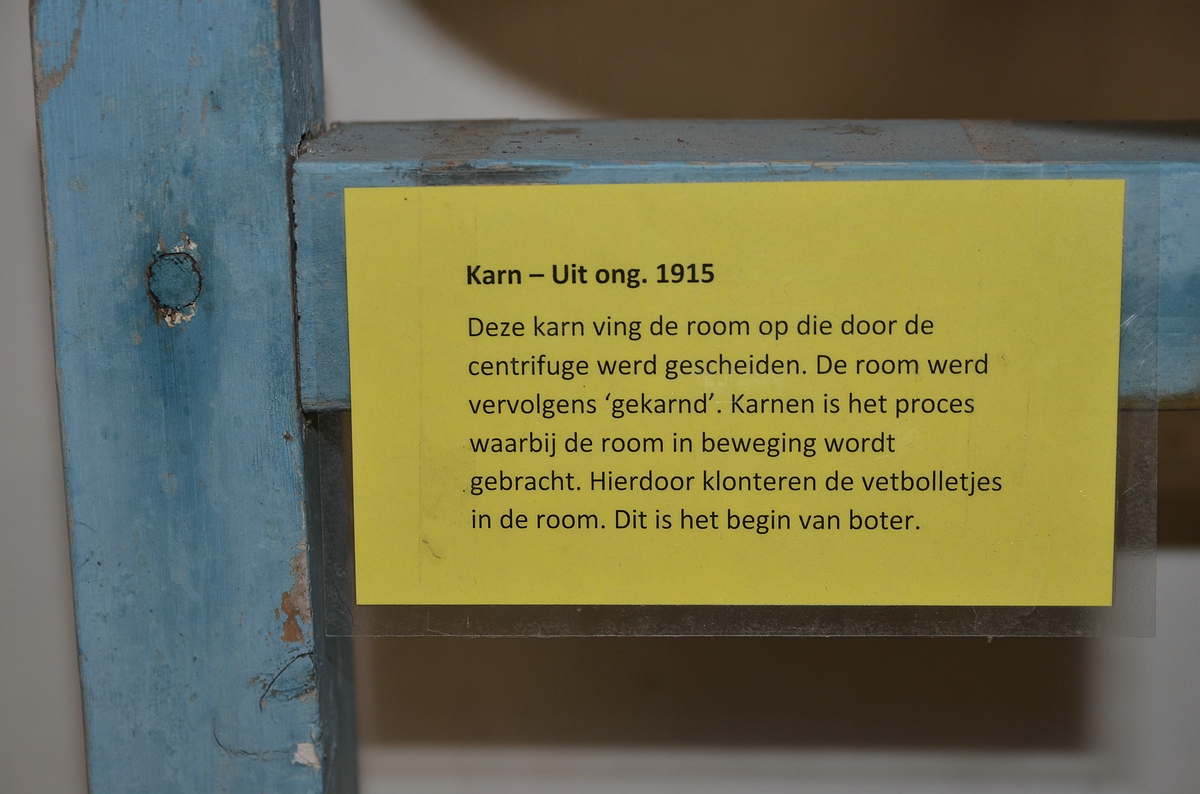 Karn – Uit ong. 1915
Deze karn ving de room op die door de
centrifuge werd gescheiden. De room werd
vervolgens ‘gekarnd’. Karnen is het proces
waarbij de room in beweging wordt
gebracht. Hierdoor klonteren de vetbolletjes
in de room. Dit is het begin van boter.